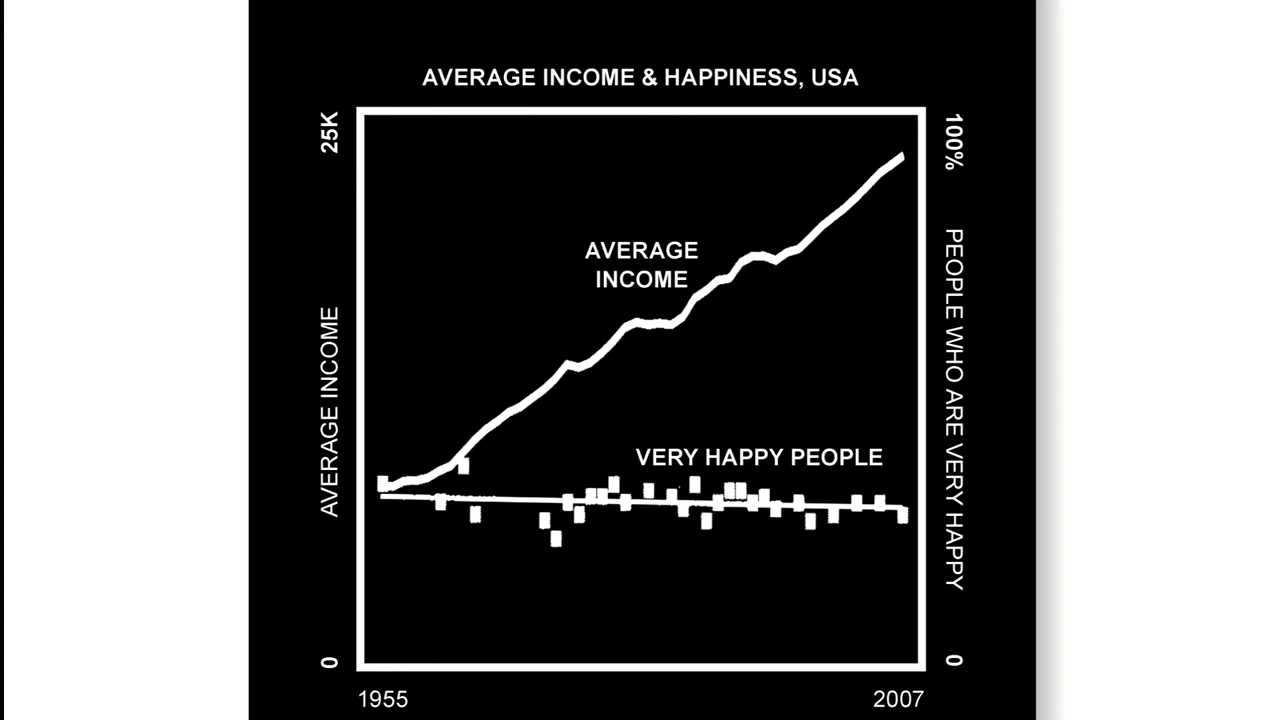 AVERAGE INCOME & HAPPINESS, USA
25K
AVERAGE INCOME
0
AVERAGE
INCOME
VERY HAPPY PEOPLE
100%
PEOPLE WHO ARE VERY HAPPY
0
1955
2007